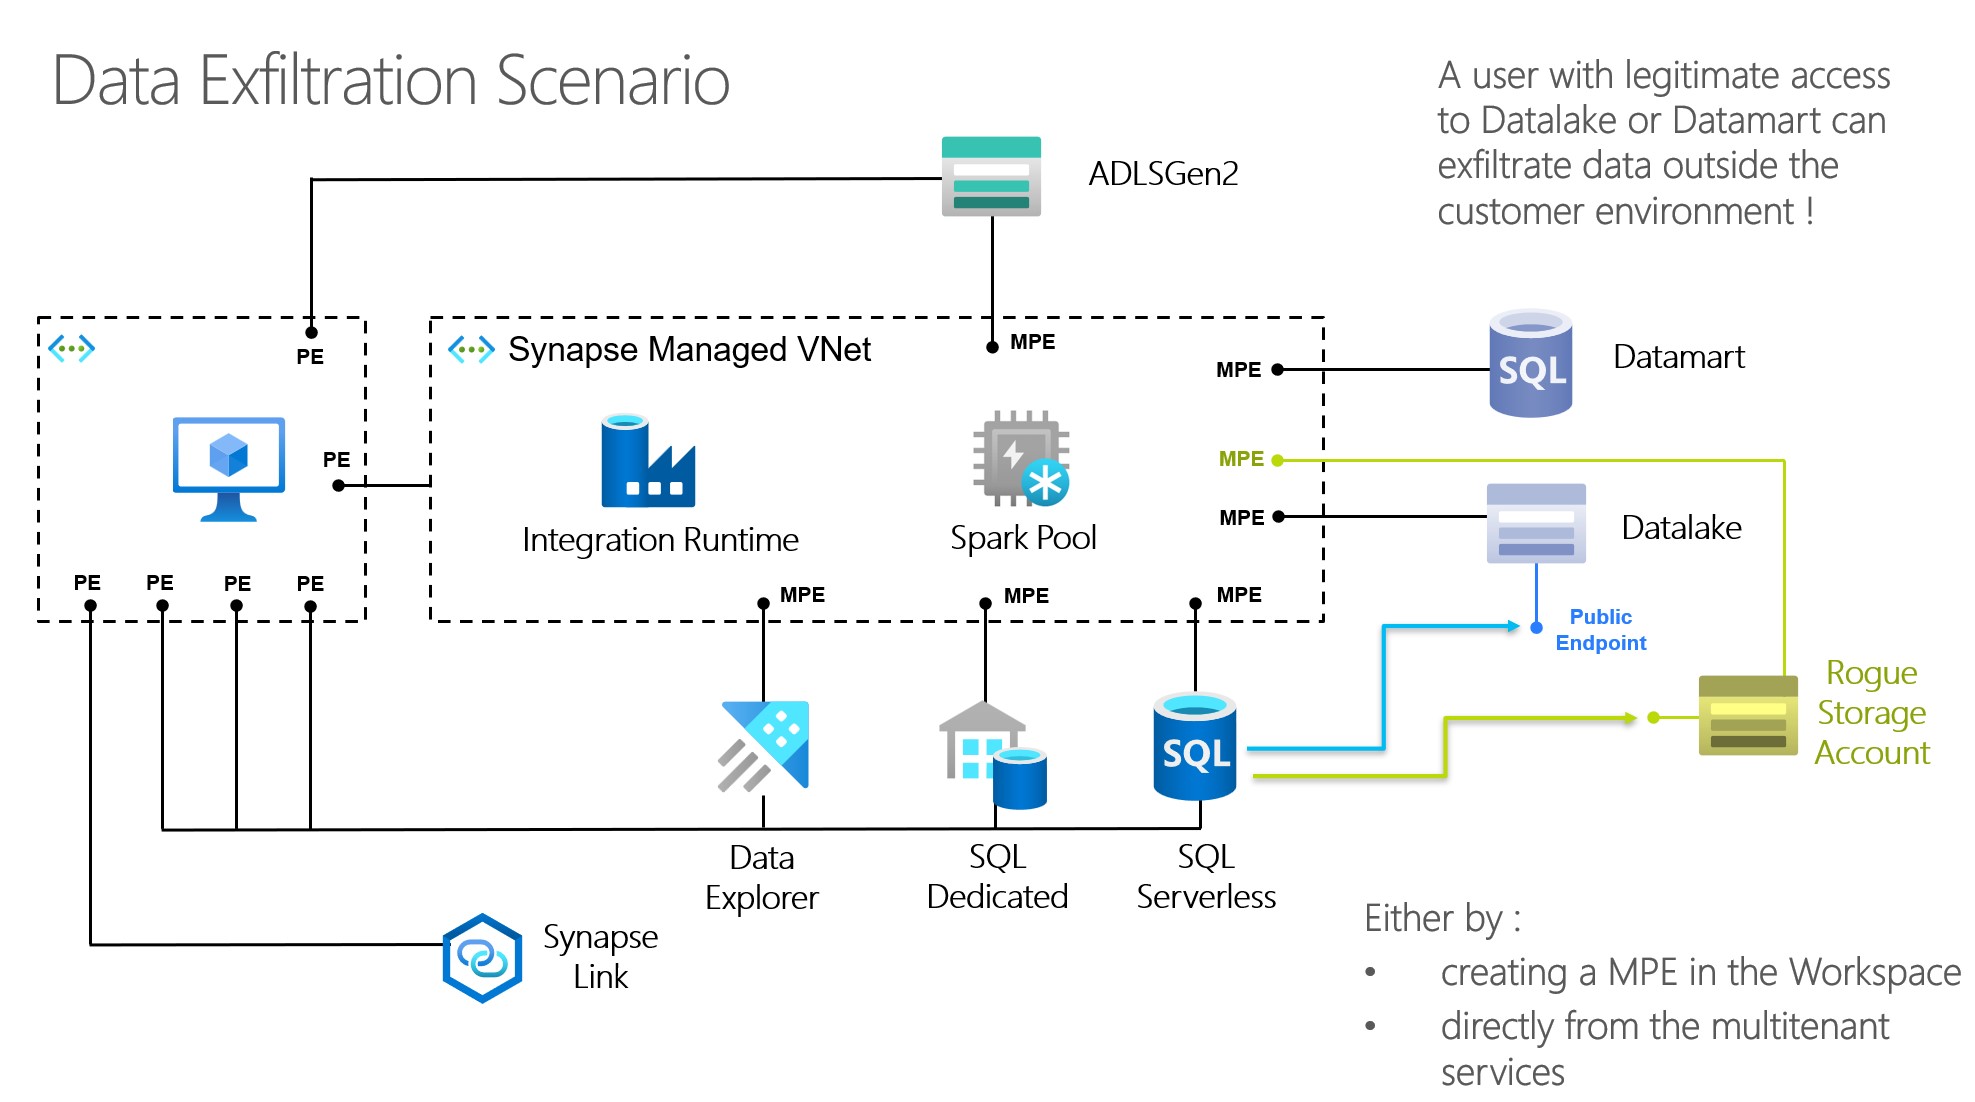 Data Exfiltration Scenario
A user with legitimate access
to Datalake or Datamart can
exfiltrate data outside the
customer environment !
ADLSGen2
PE
Synapse Managed VNet
MPE
MPE
Datamart
PE
MPE
MPE
Datalake
Integration Runtime
Spark Pool
PE
PE
PE
PE
MPE
MPE
MPE
Public
Endpoint
SQL
SQL
Rogue
Storage
Account
Data
Explorer
SQL
Dedicated
SQL
Serverless
Synapse
Link
Either by :
• creating a MPE in the Workspace
• directly from the multitenant
services